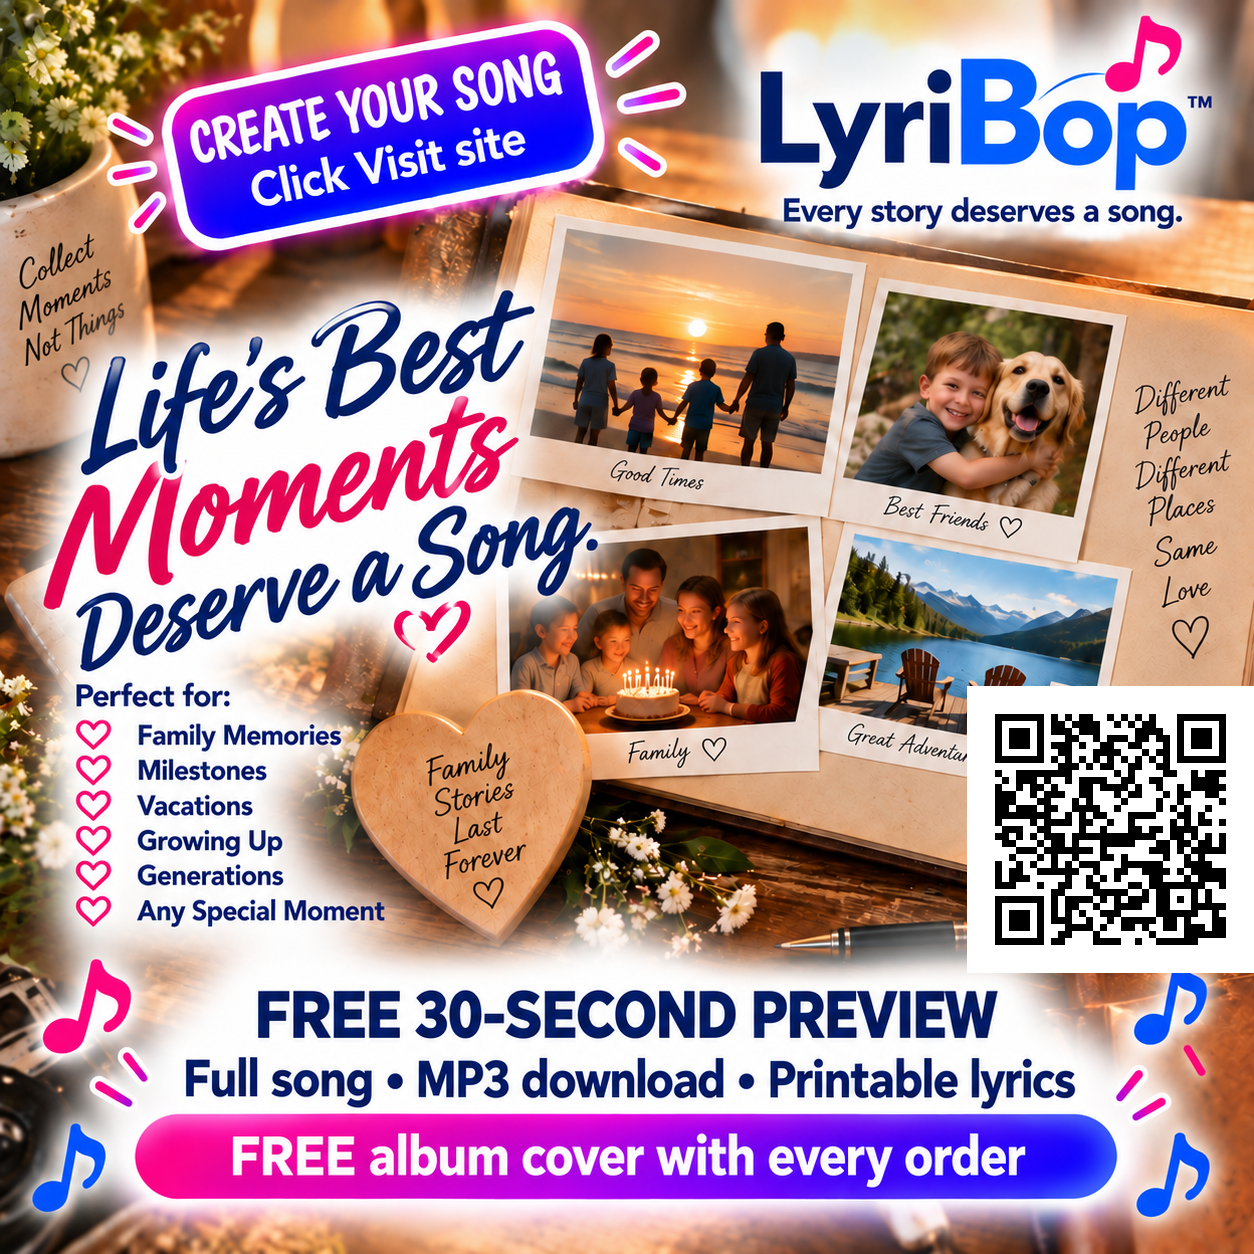 CREATE YOUR SONG
Click Visit site
LyriBop™
Every story deserves a song.
Collect
Moments
Not Things
Life's Best
Moments
Deserve a Song.
Good Times
Best Friends
Different
People
Different
Places
Same
Love
Family
Great Adventur
Perfect for:
Family Memories
Milestones
Vacations
Growing Up
Generations
Any Special Moment
Family
Stories
Last
Forever
FREE 30-SECOND PREVIEW
Full song • MP3 download • Printable lyrics
FREE album cover with every order